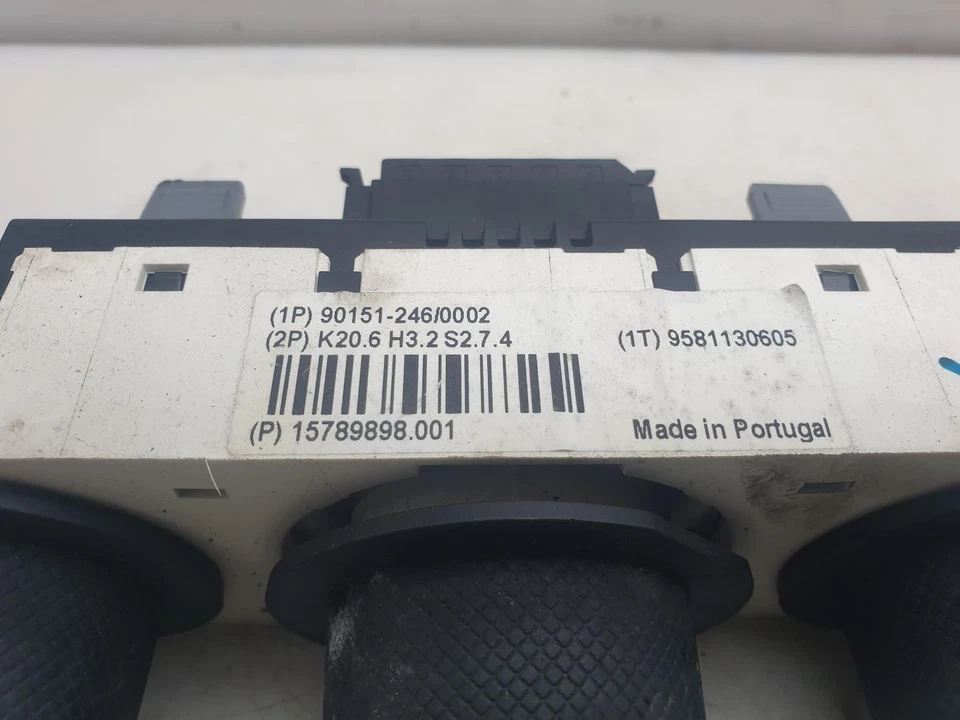 (1P) 90151-246/0002
(2P) K20.6 H3.2 S2.7.4 (1T) 9581130605
(P) 15789898.001 Made in Portugal